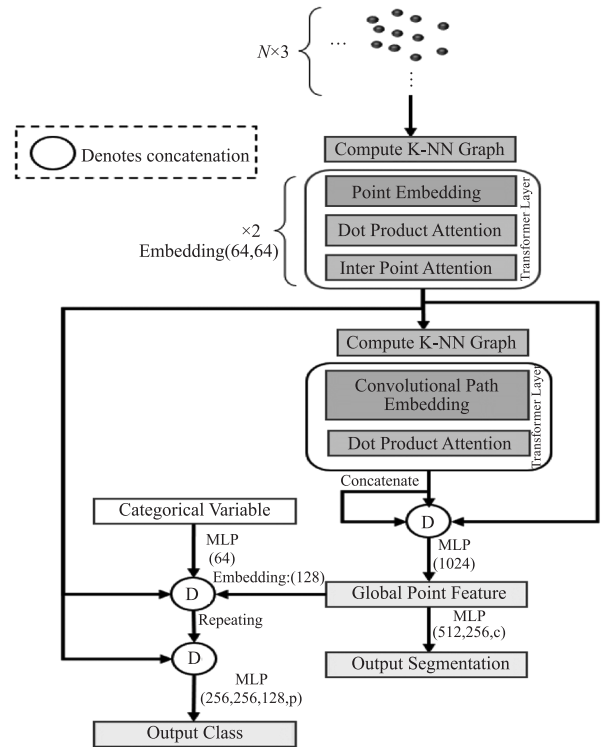 N×3
...
...
Denotes concatenation
Compute K-NN Graph
Point Embedding
Dot Product Attention
Inter Point Attention
Transformer Layer
×2
Embedding(64,64)
Compute K-NN Graph
Convolutional Path
Embedding
Dot Product Attention
Transformer Layer
Concatenate
D
MLP
(1024)
Categorical Variable
MLP
(64)
Embedding:(128)
D
Global Point Feature
Repeating
MLP
(512,256,c)
D
Output Segmentation
MLP
(256,256,128,p)
Output Class